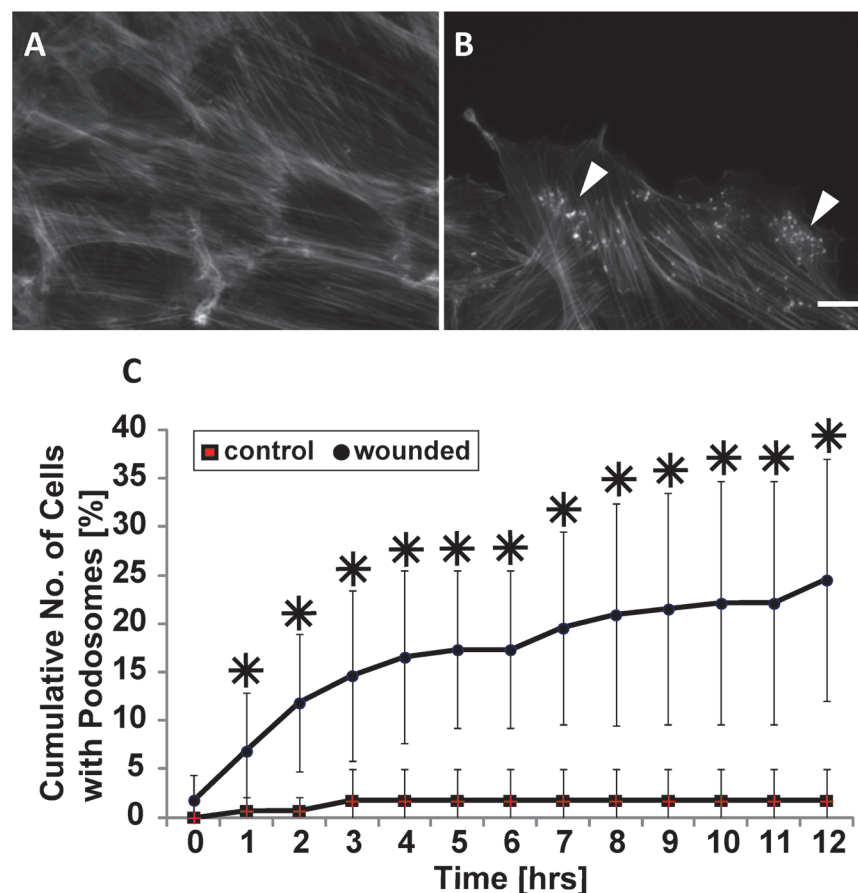 A
B
C
Cumulative No. of Cells
with Podosomes [%]
40
35
30
25
20
15
10
5
0
control wounded
0 1 2 3 4 5 6 7 8 9 10 11 12
Time [hrs]